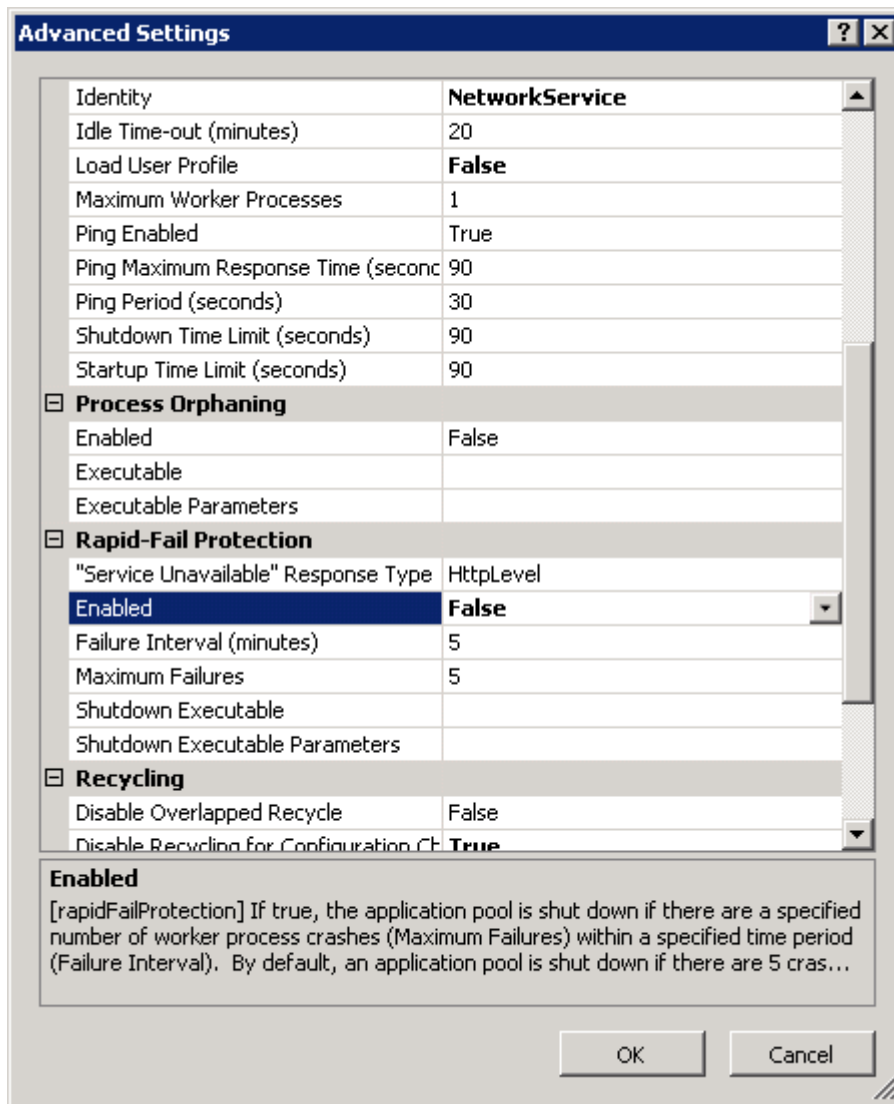 Advanced Settings
Identity NetworkService
Idle Time-out (minutes) 20
Load User Profile False
Maximum Worker Processes 1
Ping Enabled True
Ping Maximum Response Time (second 90
Ping Period (seconds) 30
Shutdown Time Limit (seconds) 90
Startup Time Limit (seconds) 90
Process Orphaning
Enabled False
Executable
Executable Parameters
Rapid-Fail Protection
"Service Unavailable" Response Type HttpLevel
Enabled False
Failure Interval (minutes) 5
Maximum Failures 5
Shutdown Executable
Shutdown Executable Parameters
Recycling
Disable Overlapped Recycle False
Disable Recycling for Configuration Ch True
Enabled
[rapidFailProtection] If true, the application pool is shut down if there are a specified
number of worker process crashes (Maximum Failures) within a specified time period
(Failure Interval).  By default, an application pool is shut down if there are 5 cras...
OK Cancel